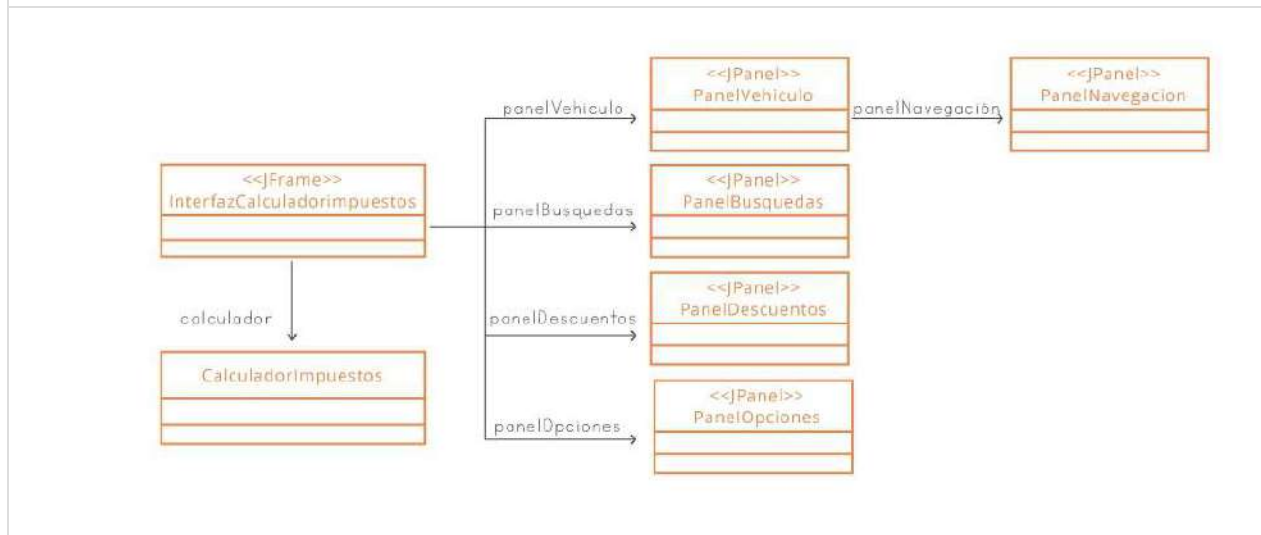 <<JPanel>>
PanelVehiculo
<<JPanel>>
PanelNavegacion
panelVehiculo
panelNavegación
<<JFrame>>
InterfazCalculadorimpuestos
<<JPanel>>
PanelBusquedas
panelBusquedas
<<JPanel>>
PanelDescuentos
calculador
panelDescuentos
CalculadorImpuestos
<<JPanel>>
PanelOpciones
panelOpciones